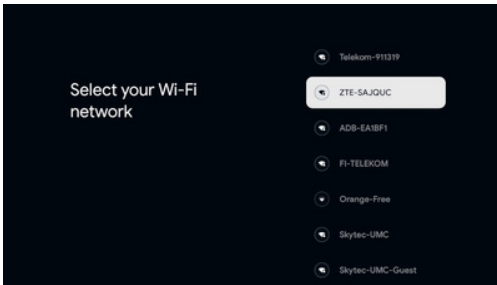 Select your Wi-Fi
network
Telekom-911319
ZTE-SAJQUC
ADB-EA1BF1
FI-TELEKOM
Orange-Free
Skytec-UMC
Skytec-UMC-Guest